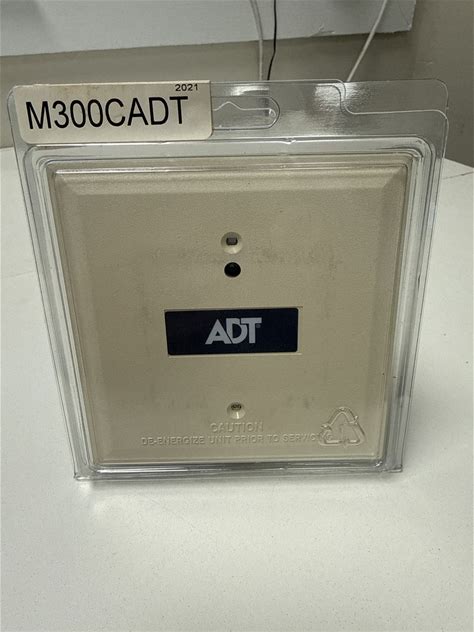 2021
M300CADT
ADT
CAUTION
DE-ENERGIZE UNIT PRIOR TO SERVICE